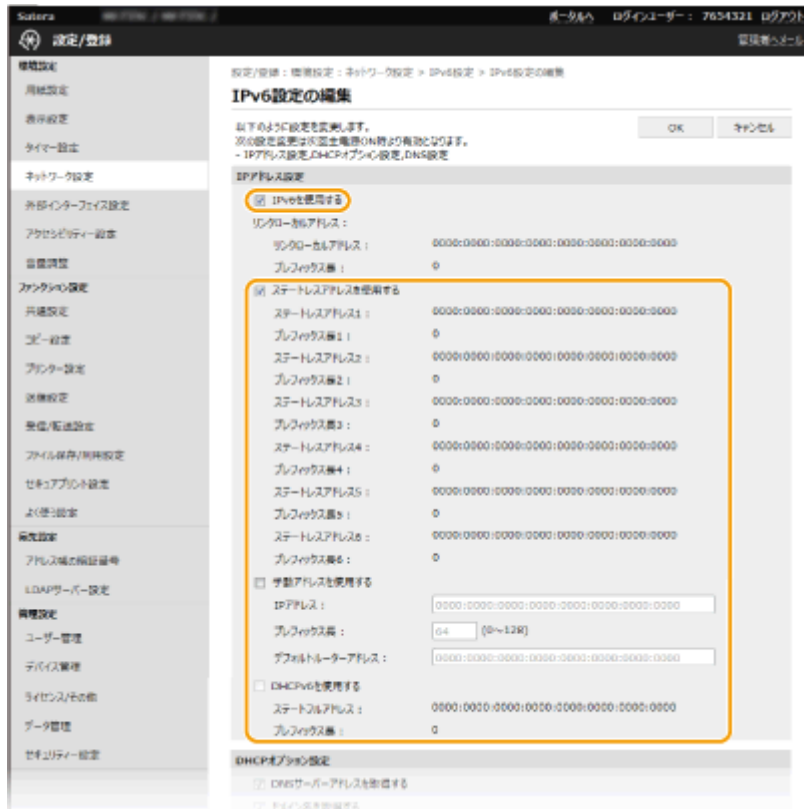 Satera
ポータルへ ログインユーザー： 7654321 ログアウト
設定/登録
管理者へメール
環境設定
用紙設定
表示設定
タイマー設定
ネットワーク設定
外部インターフェイス設定
アクセシビリティー設定
音量調整
ファンクション設定
共通設定
コピー設定
プリンター設定
送信設定
受信/転送設定
ファイル保存/利用設定
セキュアプリント設定
よく使う設定
宛先設定
アドレス帳の暗証番号
LDAPサーバー設定
管理設定
ユーザー管理
デバイス管理
ライセンス/その他
データ管理
セキュリティー設定
設定/登録：環境設定：ネットワーク設定 > IPv6設定 > IPv6設定の編集
IPv6設定の編集
以下のように設定を変更します。
次の設定変更は次回主電源ON時より有効となります。
- IPアドレス設定,DHCPオプション設定,DNS設定
OK キャンセル
IPアドレス設定
IPv6を使用する
リンクローカルアドレス：
リンクローカルアドレス： 0000:0000:0000:0000:0000:0000:0000:0000
プレフィックス長： 0
ステートレスアドレスを使用する
ステートレスアドレス1： 0000:0000:0000:0000:0000:0000:0000:0000
プレフィックス長1： 0
ステートレスアドレス2： 0000:0000:0000:0000:0000:0000:0000:0000
プレフィックス長2： 0
ステートレスアドレス3： 0000:0000:0000:0000:0000:0000:0000:0000
プレフィックス長3： 0
ステートレスアドレス4： 0000:0000:0000:0000:0000:0000:0000:0000
プレフィックス長4： 0
ステートレスアドレス5： 0000:0000:0000:0000:0000:0000:0000:0000
プレフィックス長5： 0
ステートレスアドレス6： 0000:0000:0000:0000:0000:0000:0000:0000
プレフィックス長6： 0
手動アドレスを使用する
IPアドレス： 0000:0000:0000:0000:0000:0000:0000:0000
プレフィックス長： 64 (0～128)
デフォルトルーターアドレス： 0000:0000:0000:0000:0000:0000:0000:0000
DHCPv6を使用する
ステートフルアドレス： 0000:0000:0000:0000:0000:0000:0000:0000
プレフィックス長： 0
DHCPオプション設定
DNSサーバーアドレスを取得する
ドメイン名を取得する